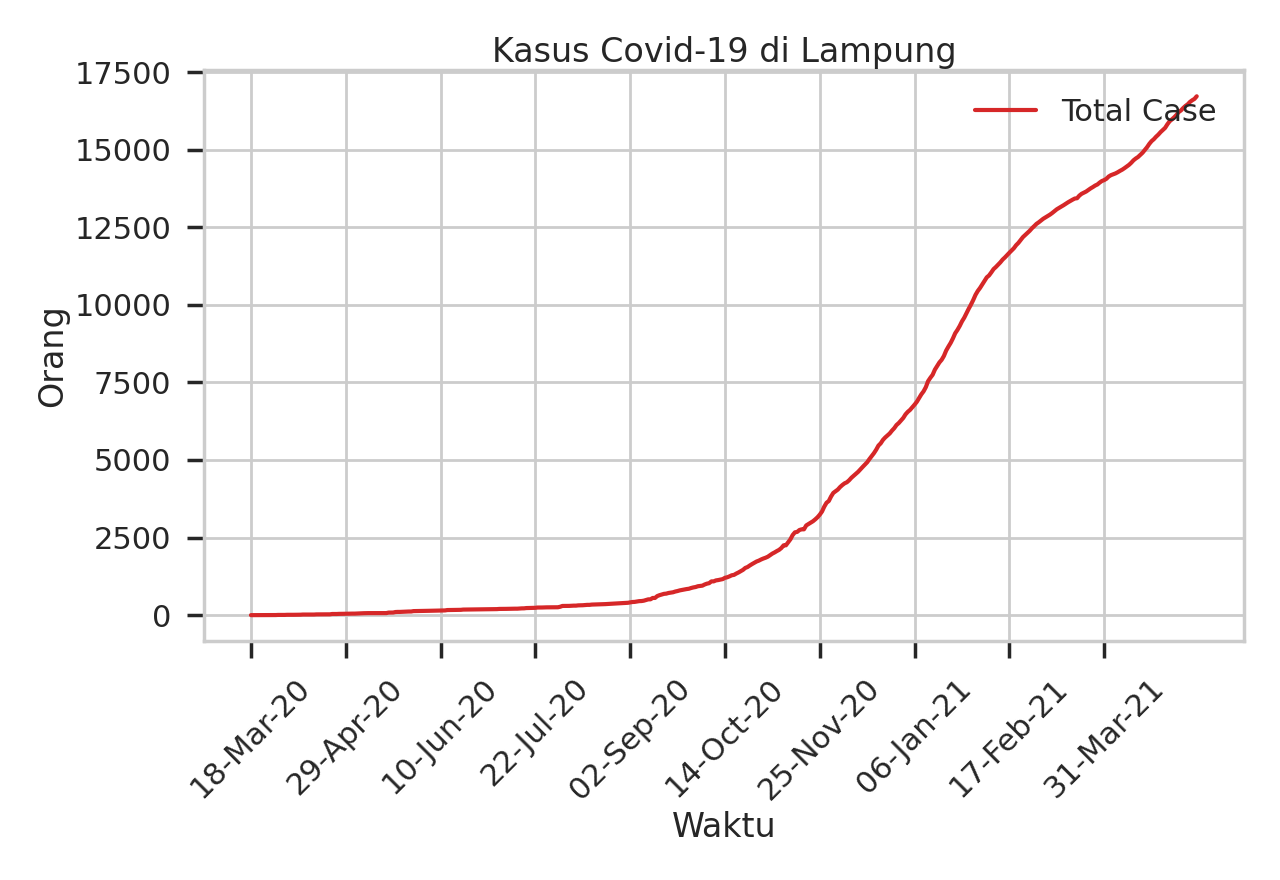 Kasus Covid-19 di Lampung
Total Case
Orang
17500
15000
12500
10000
7500
5000
2500
0
18-Mar-20
29-Apr-20
10-Jun-20
22-Jul-20
02-Sep-20
14-Oct-20
25-Nov-20
06-Jan-21
17-Feb-21
31-Mar-21
Waktu